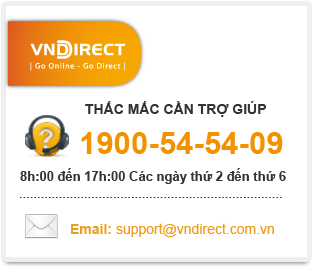 VNDIRECT
| Go Online - Go Direct |
THẮC MẮC CẦN TRỢ GIÚP
1900-54-54-09
8h:00 đến 17h:00 Các ngày thứ 2 đến thứ 6
Email: support@vndirect.com.vn